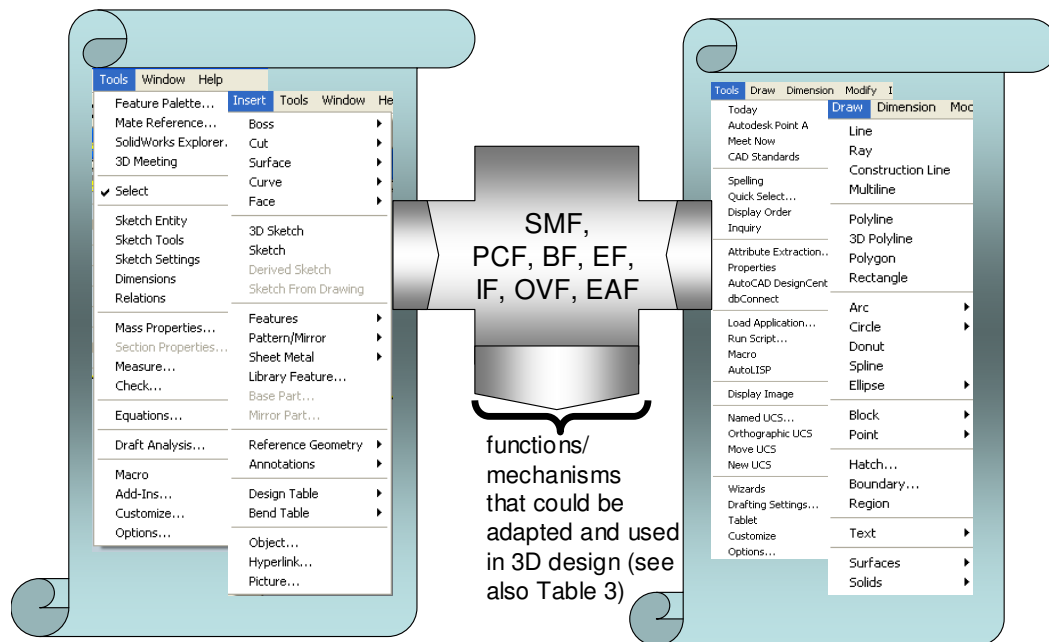 Tools Window Help
Feature Palette...
Mate Reference...
SolidWorks Explorer.
3D Meeting
Select
Sketch Entity
Sketch Tools
Sketch Settings
Dimensions
Relations
Mass Properties...
Section Properties...
Measure...
Check...
Equations...
Draft Analysis...
Macro
Add-Ins...
Customize...
Options...
Insert Tools Window He
Boss
Cut
Surface
Curve
Face
3D Sketch
Sketch
Derived Sketch
Sketch From Drawing
Features
Pattern/Mirror
Sheet Metal
Library Feature...
Base Part...
Mirror Part...
Reference Geometry
Annotations
Design Table
Bend Table
Object...
Hyperlink...
Picture...
SMF,
PCF, BF, EF,
IF, OVF, EAF
functions/
mechanisms
that could be
adapted and used
in 3D design (see
also Table 3)
Tools Draw Dimension Modify I
Today
Autodesk Point A
Meet Now
CAD Standards
Spelling
Quick Select...
Display Order
Inquiry
Attribute Extraction..
Properties
AutoCAD DesignCent
dbConnect
Load Application...
Run Script...
Macro
AutoLISP
Display Image
Named UCS...
Orthographic UCS
Move UCS
New UCS
Wizards
Drafting Settings...
Tablet
Customize
Options...
Draw Dimension Moc
Line
Ray
Construction Line
Multiline
Polyline
3D Polyline
Polygon
Rectangle
Arc
Circle
Donut
Spline
Ellipse
Block
Point
Hatch...
Boundary...
Region
Text
Surfaces
Solids